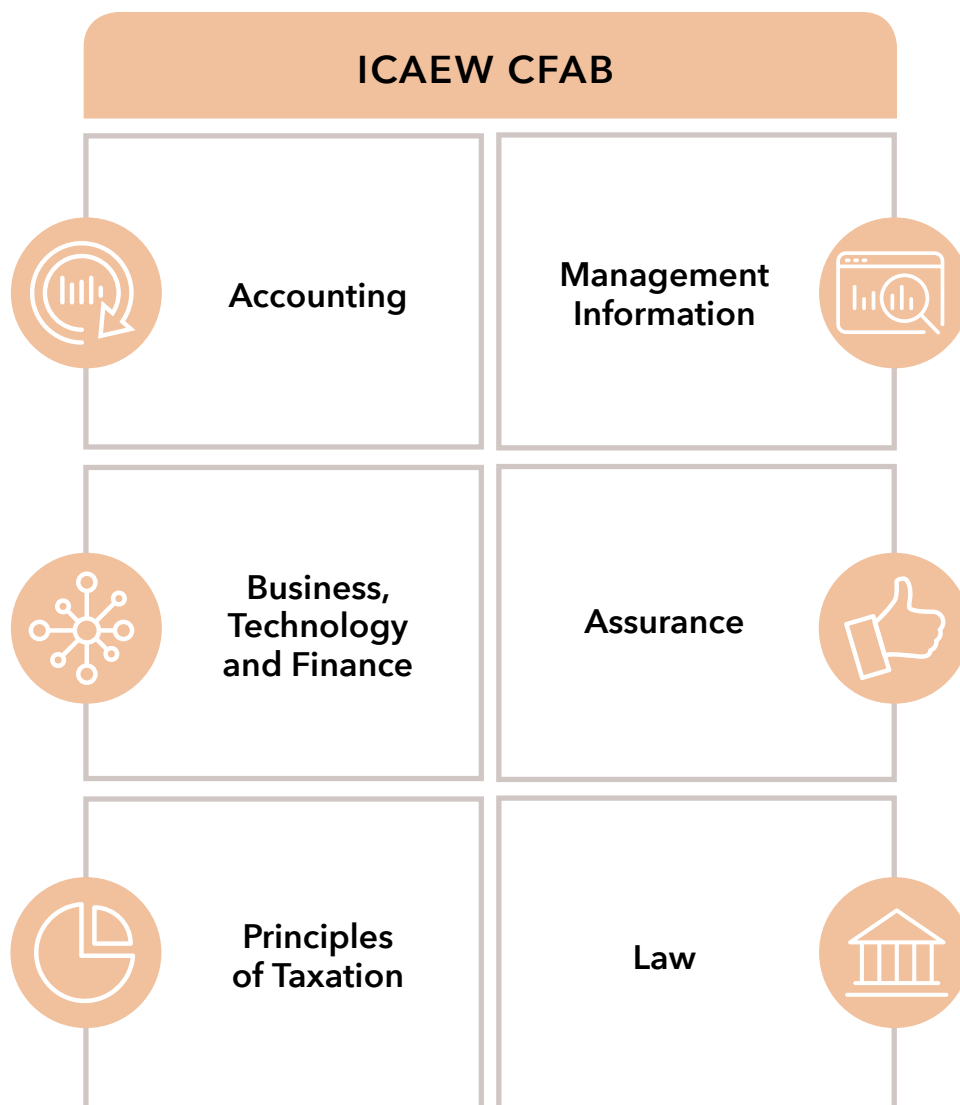 ICAEW CFAB
Accounting
Management
Information
Business,
Technology
and Finance
Assurance
Principles
of Taxation
Law